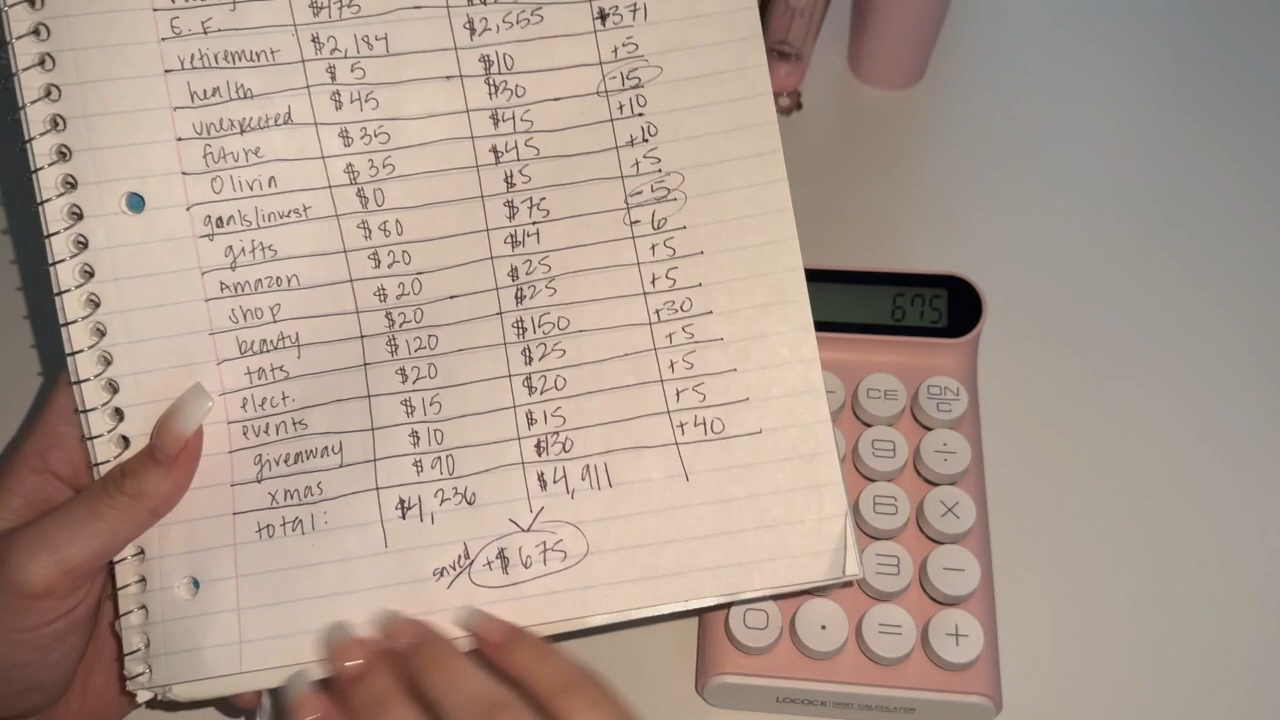 E. F. $475
retirement $2,184 $2,555 $371
health $5 $10 +5
unexpected $45 $30 -15
future $35 $45 +10
Olivin $35 $45 +10
goals/invest $0 $5 +5
gifts $80 $75 -5
Amazon $20 $14 -6
shop $20 $25 +5
beauty $20 $25 +5
tats $120 $150 +30
elect. $20 $25 +5
events $15 $20 +5
giveaway $10 $15 +5
xmas $90 $130 +40
total: $4,236 $4,911
saved +$675
675
CE ON/C
9 ÷
6 ×
3 −
0 . = +
LOCOCK DIGIT CALCULATOR